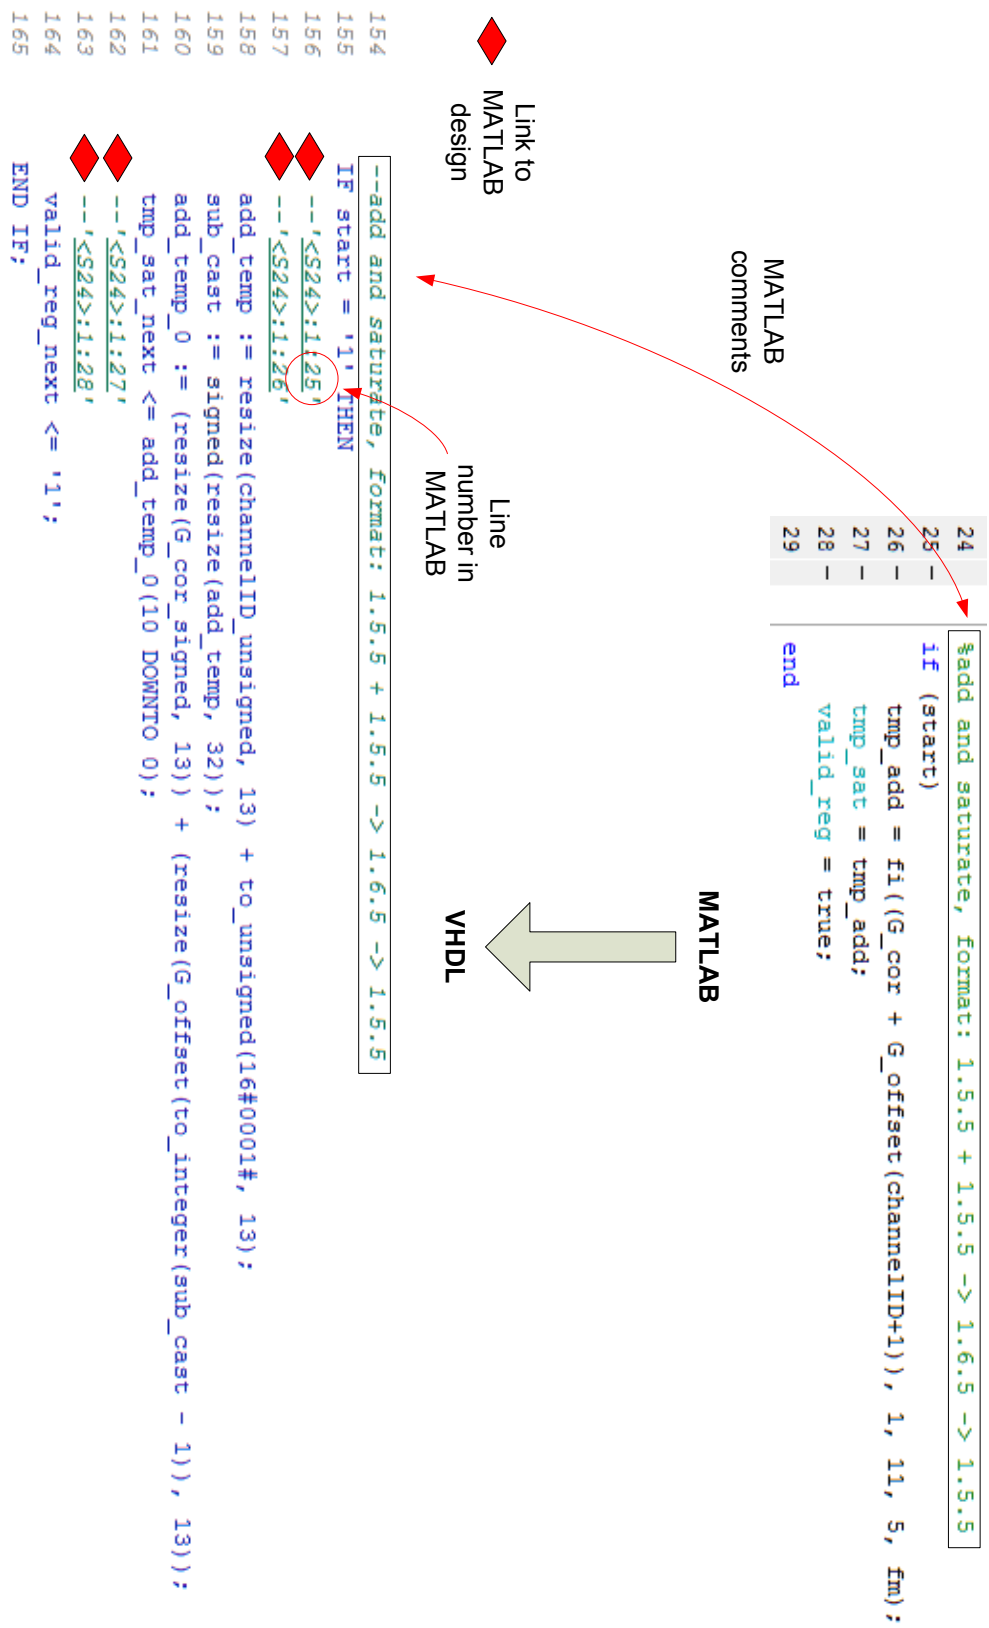 24 %add and saturate, format: 1.5.5 + 1.5.5 -> 1.6.5 -> 1.5.5
25 - if (start)
26 - tmp_add = fi((G_cor + G_offset(channelID+1)), 1, 11, 5, fm);
27 - tmp_sat = tmp_add;
28 - valid_reg = true;
29 end
MATLAB
comments
MATLAB
VHDL
Link to
MATLAB
design
Line
number in
MATLAB
154 --add and saturate, format: 1.5.5 + 1.5.5 -> 1.6.5 -> 1.5.5
155 IF start = '1' THEN
156 --'<S24>:1:25'
157 --'<S24>:1:26'
158 add_temp := resize(channelID_unsigned, 13) + to_unsigned(16#0001#, 13);
159 sub_cast := signed(resize(add_temp, 32));
160 add_temp_0 := (resize(G_cor_signed, 13)) + (resize(G_offset(to_integer(sub_cast - 1)), 13));
161 tmp_sat_next <= add_temp_0(10 DOWNTO 0);
162 --'<S24>:1:27'
163 --'<S24>:1:28'
164 valid_reg_next <= '1';
165 END IF;